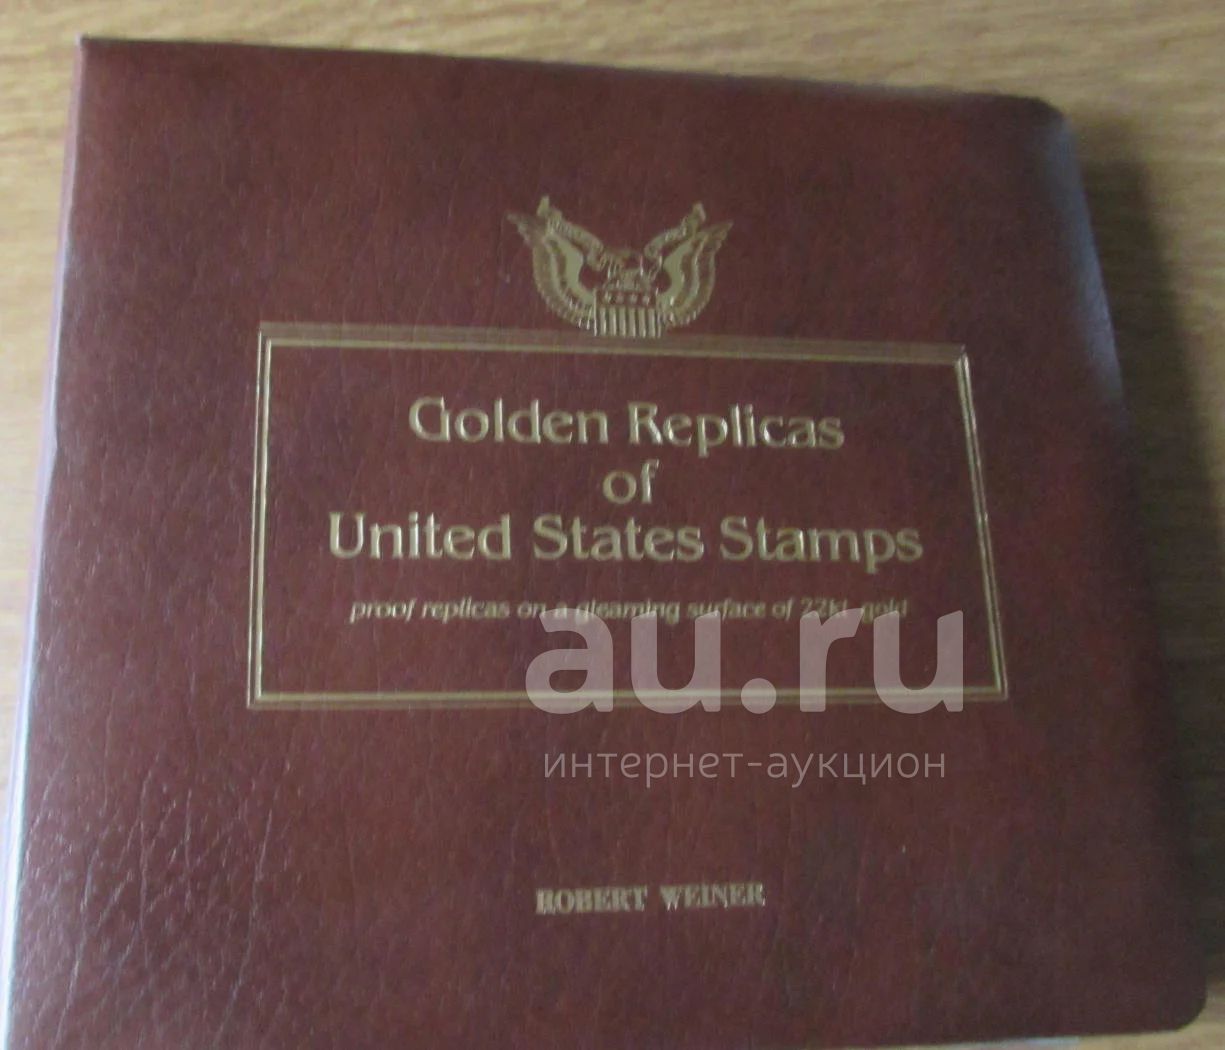 Golden Replicas
of
United States Stamps
proof replicas on a gleaming surface of 22kt. gold
au.ru
интернет-аукцион
ROBERT WEINER